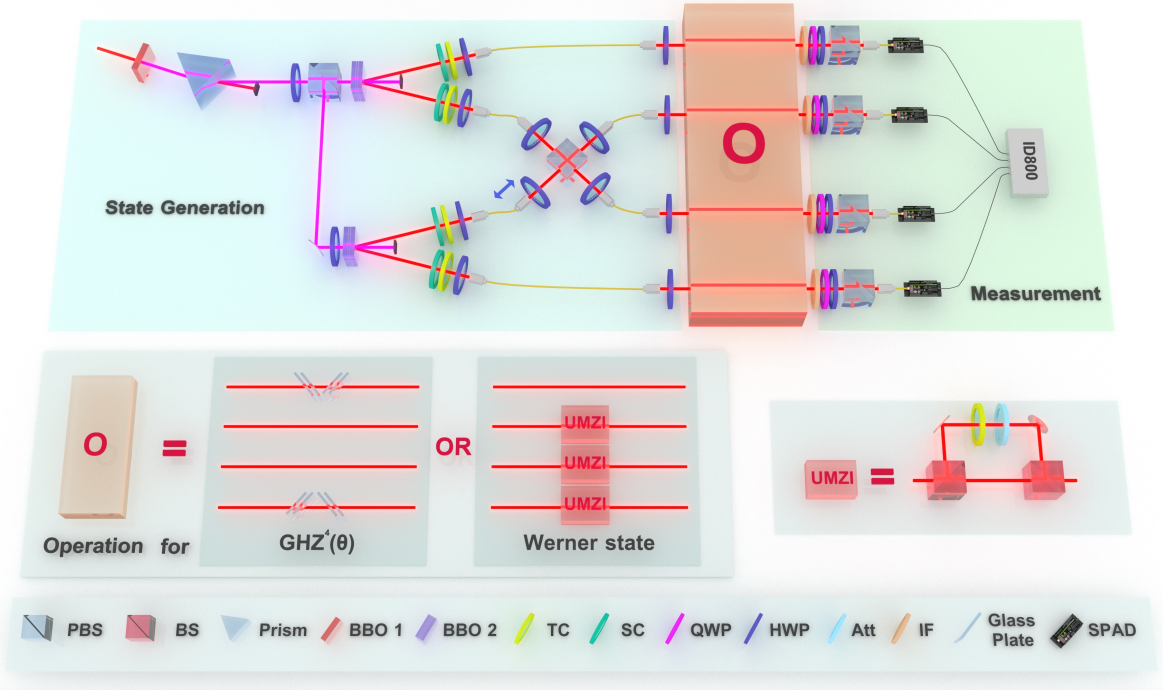 State Generation
O
ID800
Measurement
O
=
OR
UMZI
UMZI
UMZI
Operation for
GHZ⁴(θ)
Werner state
UMZI
=
PBS
BS
Prism
BBO 1
BBO 2
TC
SC
QWP
HWP
Att
IF
Glass
Plate
SPAD